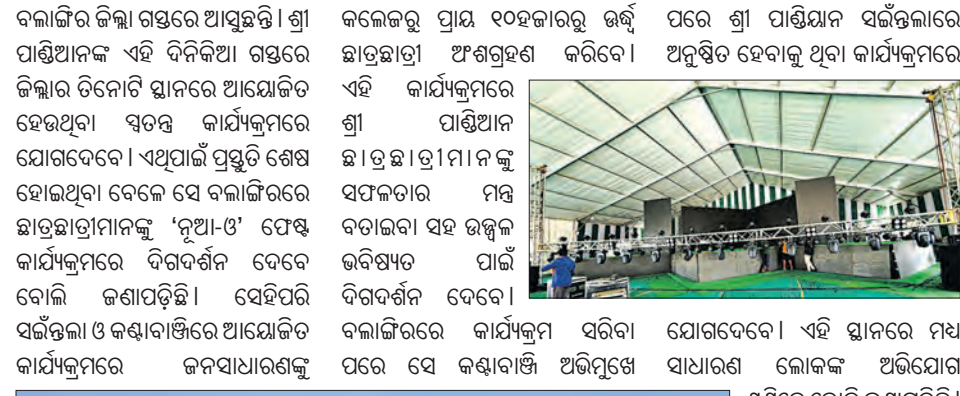 ବଲାଙ୍ଗିର ଜିଲ୍ଲା ଗସ୍ତରେ ଆସୁଛନ୍ତି । ଶ୍ରୀ
ପାଣ୍ଡିଆନଙ୍କ ଏହି ଦିନିକିଆ ଗସ୍ତରେ
ଜିଲ୍ଲାର ତିନୋଟି ସ୍ଥାନରେ ଆୟୋଜିତ
ହେଉଥିବା ସ୍ୱତନ୍ତ୍ର କାର୍ଯ୍ୟକ୍ରମରେ
ଯୋଗଦେବେ । ଏଥିପାଇଁ ପ୍ରସ୍ତୁତି ଶେଷ
ହୋଇଥିବା ବେଳେ ସେ ବଲାଙ୍ଗିରରେ
ଛାତ୍ରଛାତ୍ରୀମାନଙ୍କୁ ‘ନୂଆ-ଓ’ ଫେଷ୍ଟ
କାର୍ଯ୍ୟକ୍ରମରେ ଦିଗଦର୍ଶନ ଦେବେ
ବୋଲି ଜଣାପଡ଼ିଛି । ସେହିପରି
ସଇଁନ୍ତଲା ଓ କଣ୍ଟାବାଞ୍ଜିରେ ଆୟୋଜିତ
କାର୍ଯ୍ୟକ୍ରମରେ ଜନସାଧାରଣଙ୍କୁ
କଲେଜରୁ ପ୍ରାୟ ୧୦ହଜାରରୁ ଊର୍ଦ୍ଧ୍ୱ
ଛାତ୍ରଛାତ୍ରୀ ଅଂଶଗ୍ରହଣ କରିବେ ।
ଏହି କାର୍ଯ୍ୟକ୍ରମରେ
ଶ୍ରୀ ପାଣ୍ଡିଆନ
ଛାତ୍ରଛାତ୍ରୀମାନଙ୍କୁ
ସଫଳତାର ମନ୍ତ୍ର
ବତାଇବା ସହ ଉଜ୍ଜ୍ୱଳ
ଭବିଷ୍ୟତ ପାଇଁ
ଦିଗଦର୍ଶନ ଦେବେ ।
ବଲାଙ୍ଗିରରେ କାର୍ଯ୍ୟକ୍ରମ ସରିବା
ପରେ ସେ କଣ୍ଟାବାଞ୍ଜି ଅଭିମୁଖେ
ପରେ ଶ୍ରୀ ପାଣ୍ଡିୟାନ ସଇଁନ୍ତଲାରେ
ଅନୁଷ୍ଠିତ ହେବାକୁ ଥିବା କାର୍ଯ୍ୟକ୍ରମରେ
ଯୋଗଦେବେ । ଏହି ସ୍ଥାନରେ ମଧ୍ୟ
ସାଧାରଣ ଲୋକଙ୍କ ଅଭିଯୋଗ